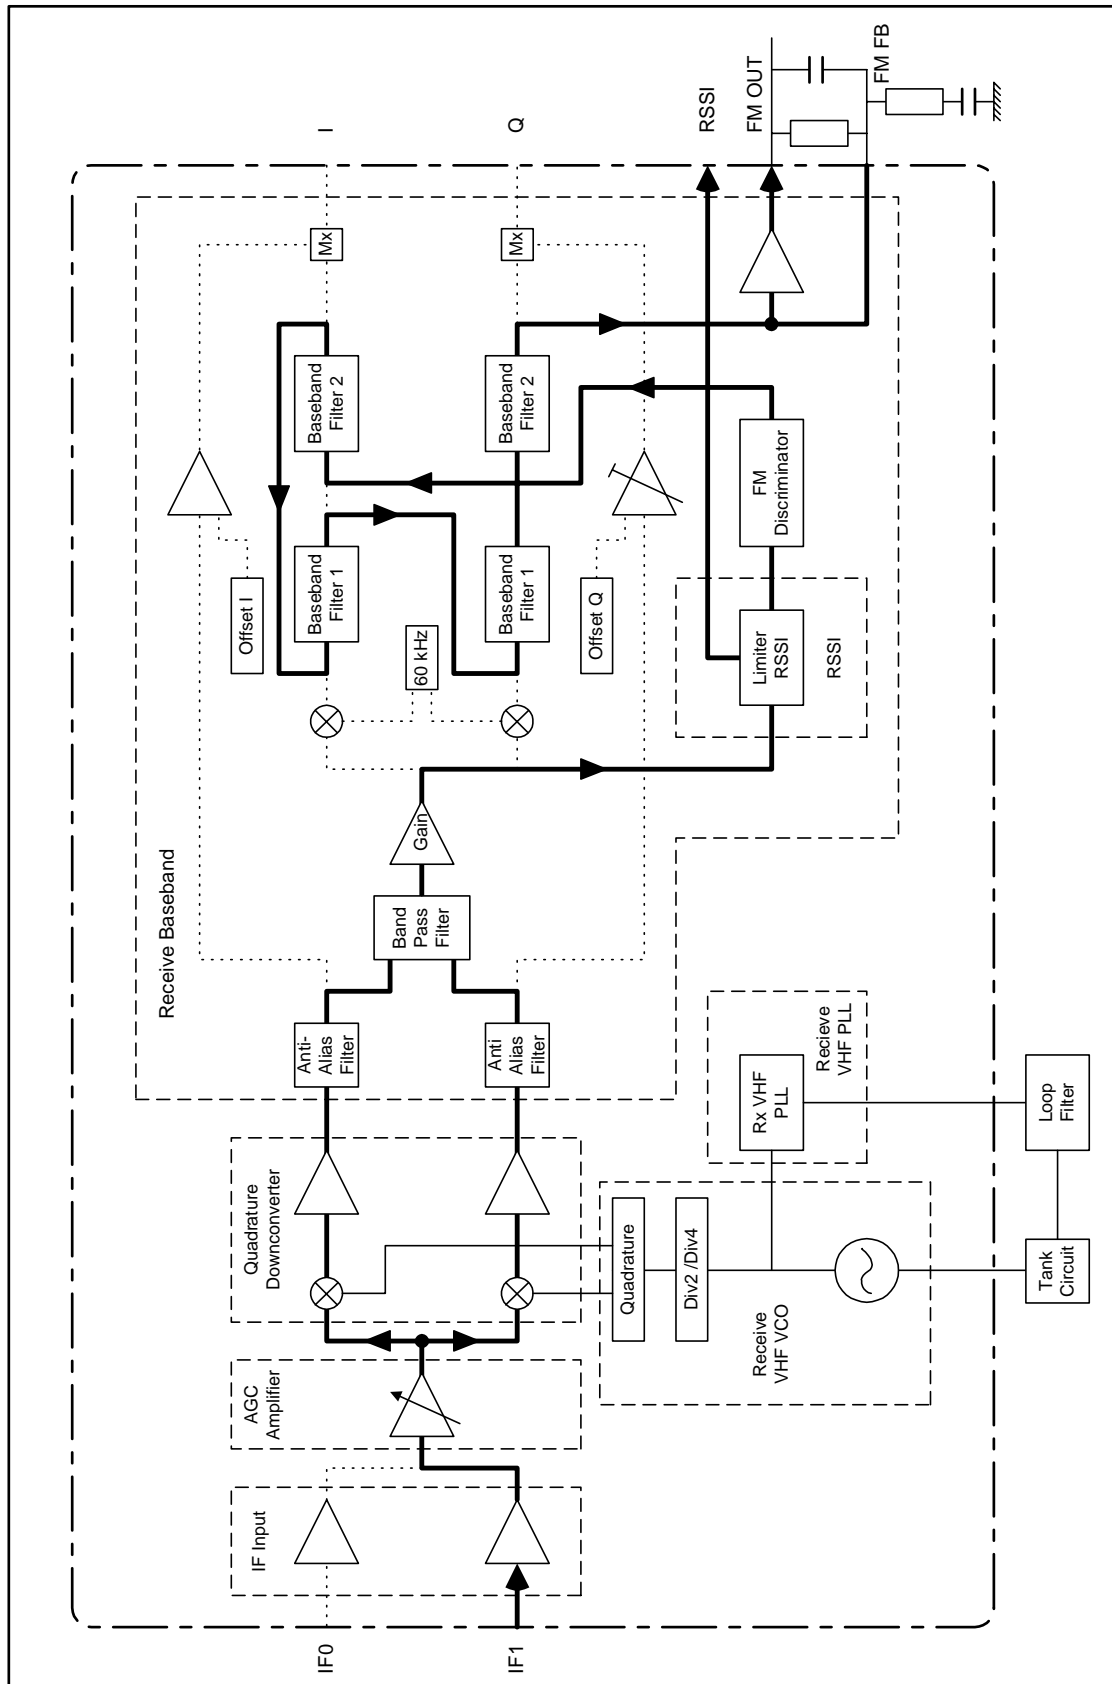 IF0
IF1
IF Input
AGC
Amplifier
Quadrature
Downconverter
Receive Baseband
Anti-
Alias
Filter
Anti
Alias
Filter
Band
Pass
Filter
Gain
Offset I
Baseband
Filter 1
Baseband
Filter 2
Mx
I
60 kHz
Baseband
Filter 1
Baseband
Filter 2
Mx
Q
Offset Q
Limiter
RSSI
RSSI
FM
Discriminator
RSSI
FM OUT
FM FB
Quadrature
Div2 /Div4
Receive
VHF VCO
Rx VHF
PLL
Recieve
VHF PLL
Tank
Circuit
Loop
Filter